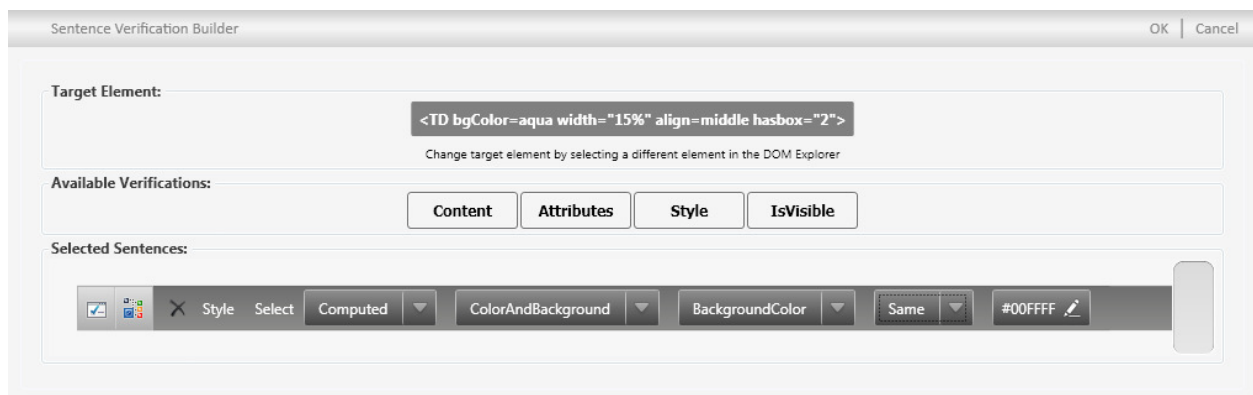 Sentence Verification Builder OK | Cancel
Target Element:
<TD bgColor=aqua width="15%" align=middle hasbox="2">
Change target element by selecting a different element in the DOM Explorer
Available Verifications:
Content Attributes Style IsVisible
Selected Sentences:
Style Select Computed ColorAndBackground BackgroundColor Same #00FFFF